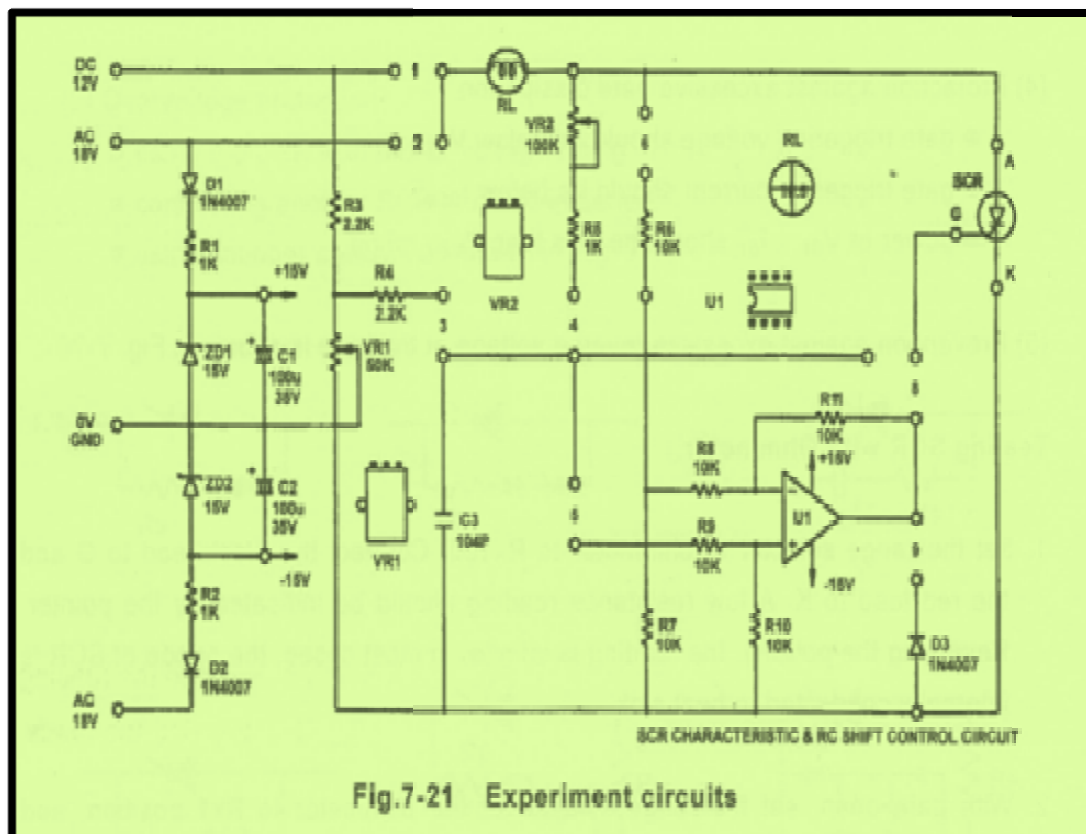 DC
12V
1
RL
AC
18V
2
VR2
100K
6
RL
A
D1
1N4007
SCR
R3
2.2K
G
R1
1K
R5
1K
R6
10K
+15V
R4
2.2K
VR2
U1
K
3
4
ZD1
15V
C1
100u
35V
VR1
50K
8
R11
10K
0V
GND
+15V
R8
10K
ZD2
15V
C2
100u
35V
VR1
C3
104P
5
U1
R9
10K
9
-15V
-15V
R2
1K
R7
10K
R10
10K
D3
1N4007
D2
1N4007
AC
18V
SCR CHARACTERISTIC & RC SHIFT CONTROL CIRCUIT
Fig.7-21 Experiment circuits